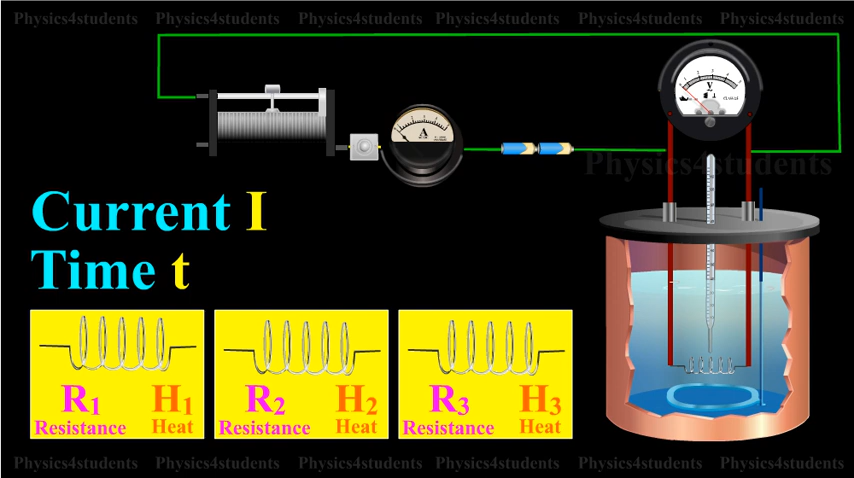 Physics4students Physics4students Physics4students Physics4students Physics4students Physics4students
V
A
Physics4students
Current I
Time t
R1 H1
Resistance Heat
R2 H2
Resistance Heat
R3 H3
Resistance Heat
Physics4students Physics4students Physics4students Physics4students Physics4students Physics4students